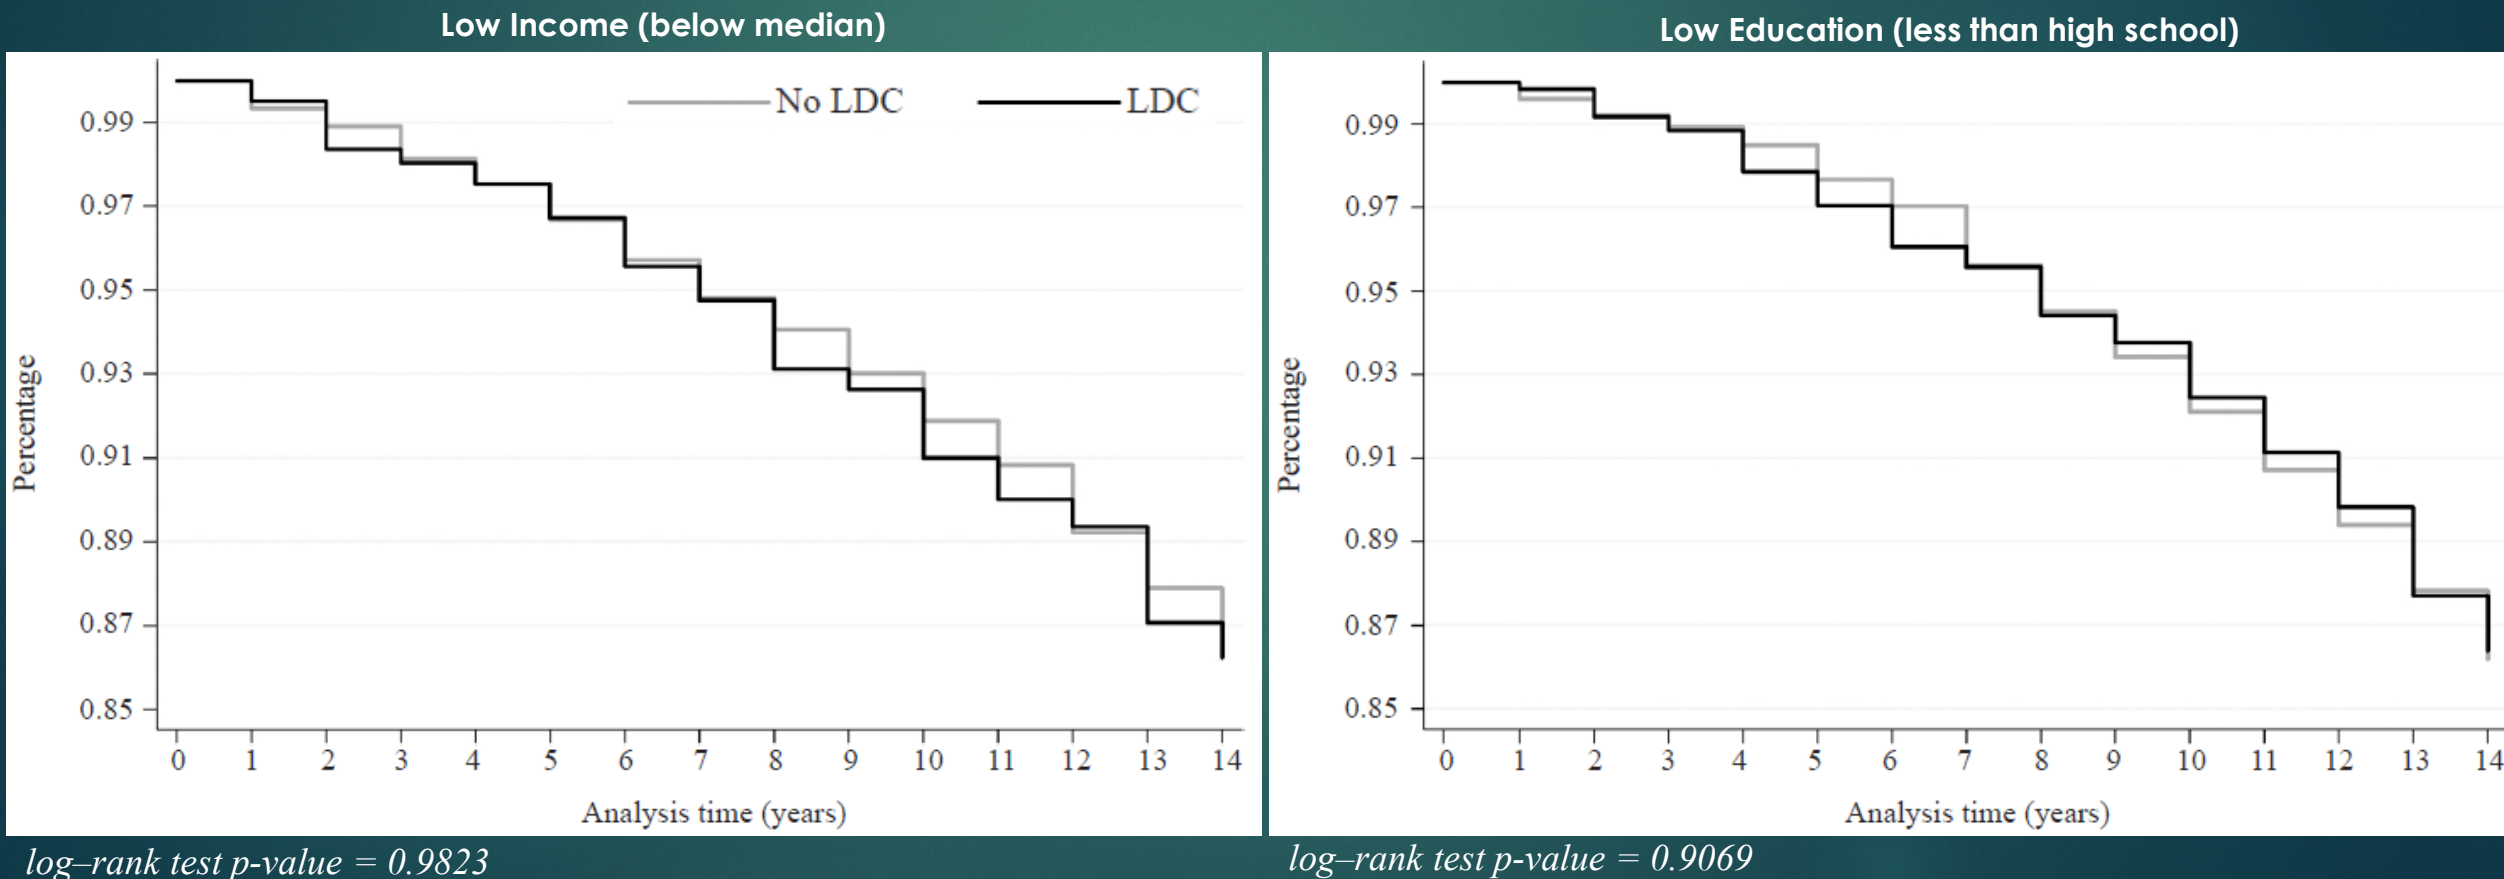 Low Income (below median)
No LDC
LDC
0.99
0.97
0.95
0.93
0.91
0.89
0.87
0.85
Percentage
0 1 2 3 4 5 6 7 8 9 10 11 12 13 14
Analysis time (years)
log–rank test p-value = 0.9823
Low Education (less than high school)
0.99
0.97
0.95
0.93
0.91
0.89
0.87
0.85
Percentage
0 1 2 3 4 5 6 7 8 9 10 11 12 13 14
Analysis time (years)
log–rank test p-value = 0.9069